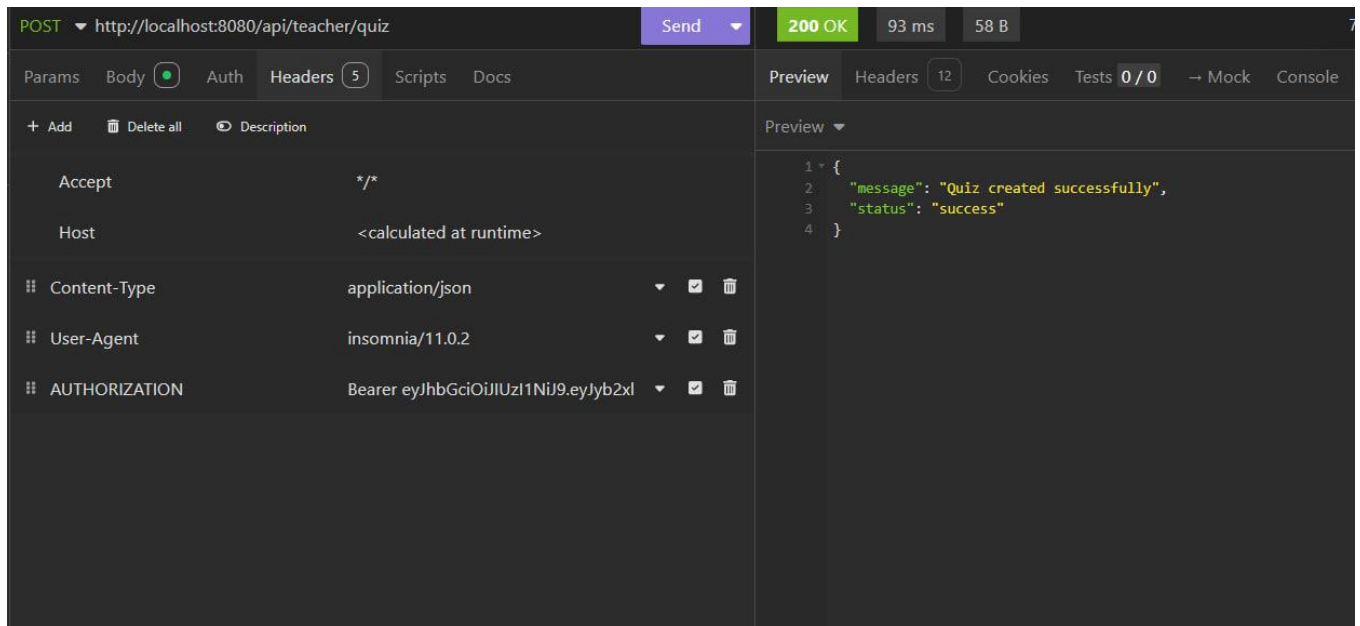 POST http://localhost:8080/api/teacher/quiz Send
Params Body Auth Headers 5 Scripts Docs
+ Add Delete all Description
Accept */*
Host <calculated at runtime>
Content-Type application/json
User-Agent insomnia/11.0.2
AUTHORIZATION Bearer eyJhbGciOiJIUzI1NiJ9.eyJyb2xl
200 OK 93 ms 58 B
Preview Headers 12 Cookies Tests 0 / 0 → Mock Console
Preview
1 {
2 "message": "Quiz created successfully",
3 "status": "success"
4 }